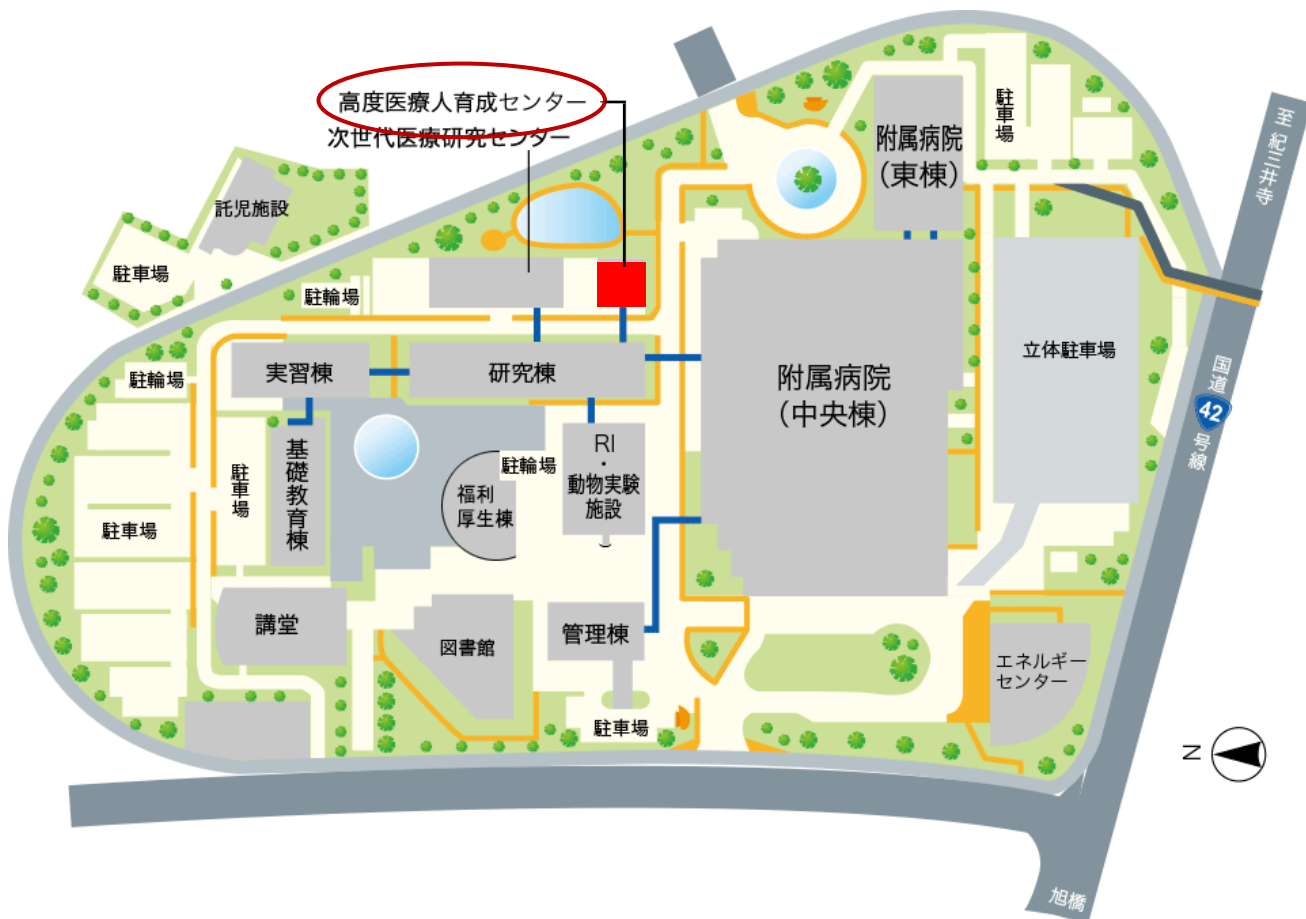 高度医療人育成センター
次世代医療研究センター
駐車場
附属病院
（東棟）
至 紀三井寺
託児施設
駐車場
駐輪場
立体駐車場
国道42号線
実習棟
研究棟
附属病院
（中央棟）
駐輪場
基礎教育棟
駐車場
駐輪場
福利
厚生棟
RI
・
動物実験
施設
駐車場
講堂
図書館
管理棟
エネルギー
センター
駐車場
N
旭橋